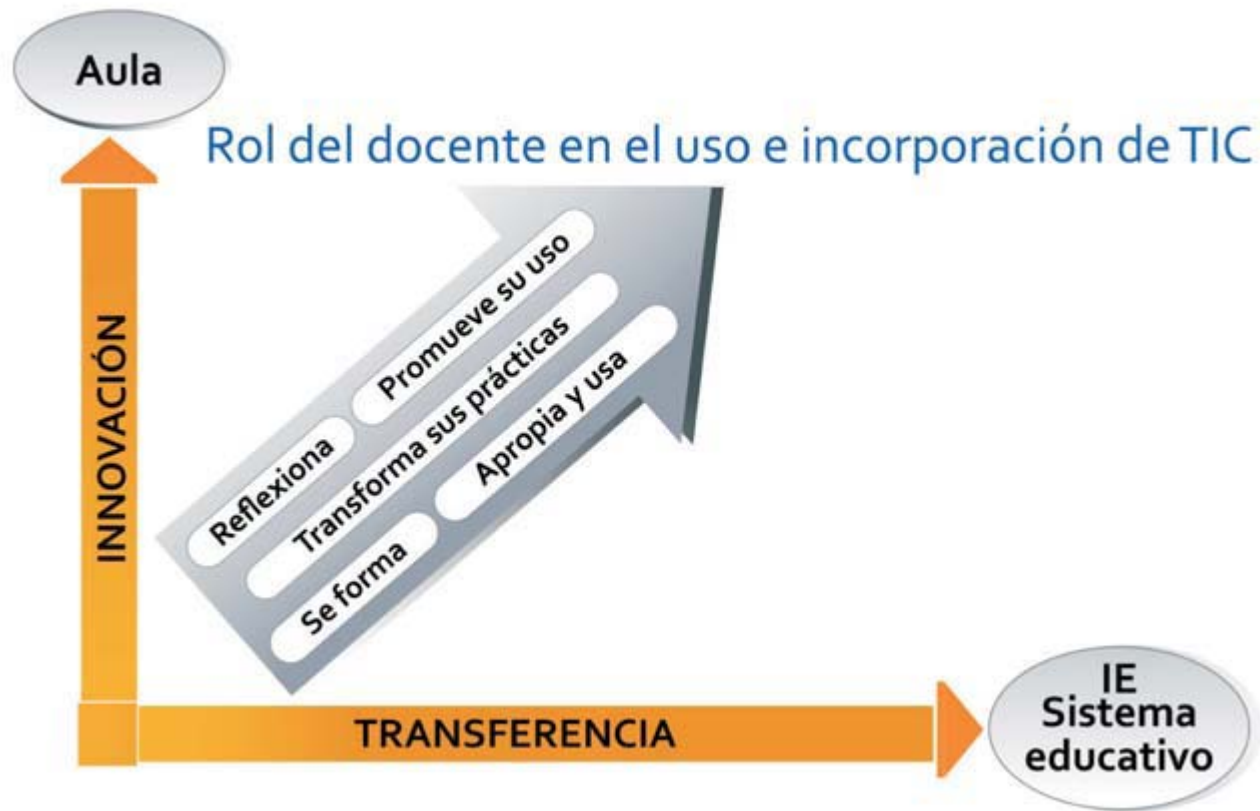 Aula
Rol del docente en el uso e incorporación de TIC
INNOVACIÓN
Reflexiona
Promueve su uso
Transforma sus prácticas
Se forma
Apropia y usa
TRANSFERENCIA
IE
Sistema
educativo